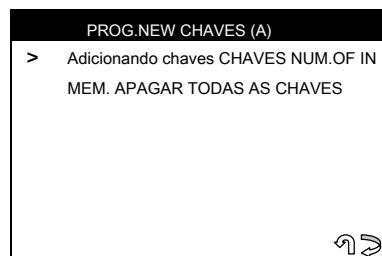 PROG.NEW CHAVES (A)
> Adicionando chaves CHAVES NUM.OF IN
MEM. APAGAR TODAS AS CHAVES